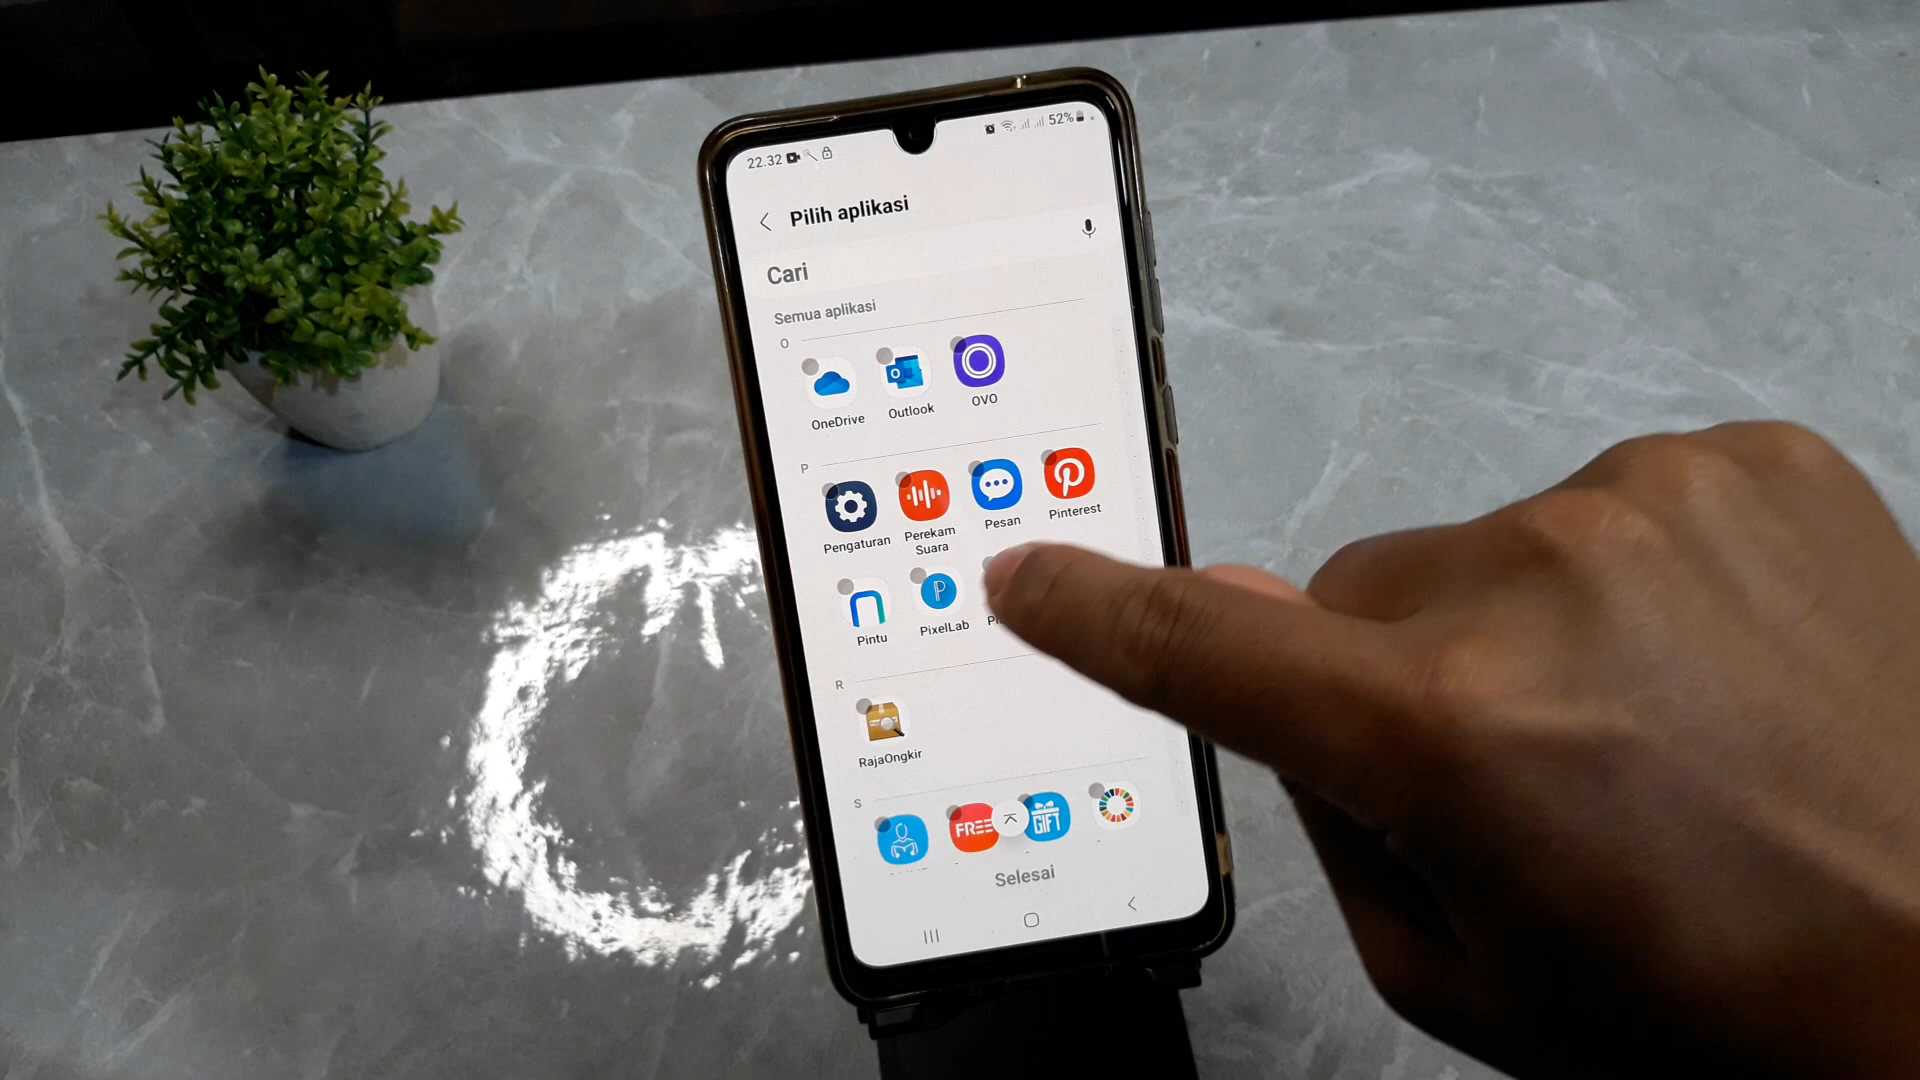 22.32 52%
Pilih aplikasi
Cari
Semua aplikasi
O
OneDrive Outlook OVO
P
Pengaturan Perekam Suara Pesan Pinterest
Pintu PixelLab
R
RajaOngkir
S
FREE GIFT
Selesai